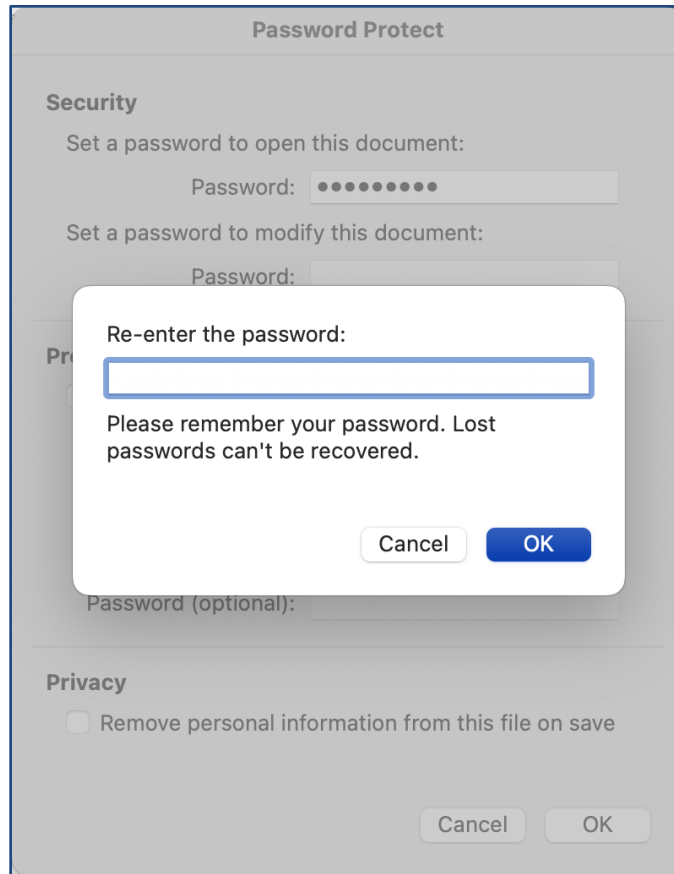 Password Protect
Security
Set a password to open this document:
Password: •••••••••
Set a password to modify this document:
Password:
Re-enter the password:
Please remember your password. Lost
passwords can't be recovered.
Cancel OK
Password (optional):
Privacy
Remove personal information from this file on save
Cancel OK